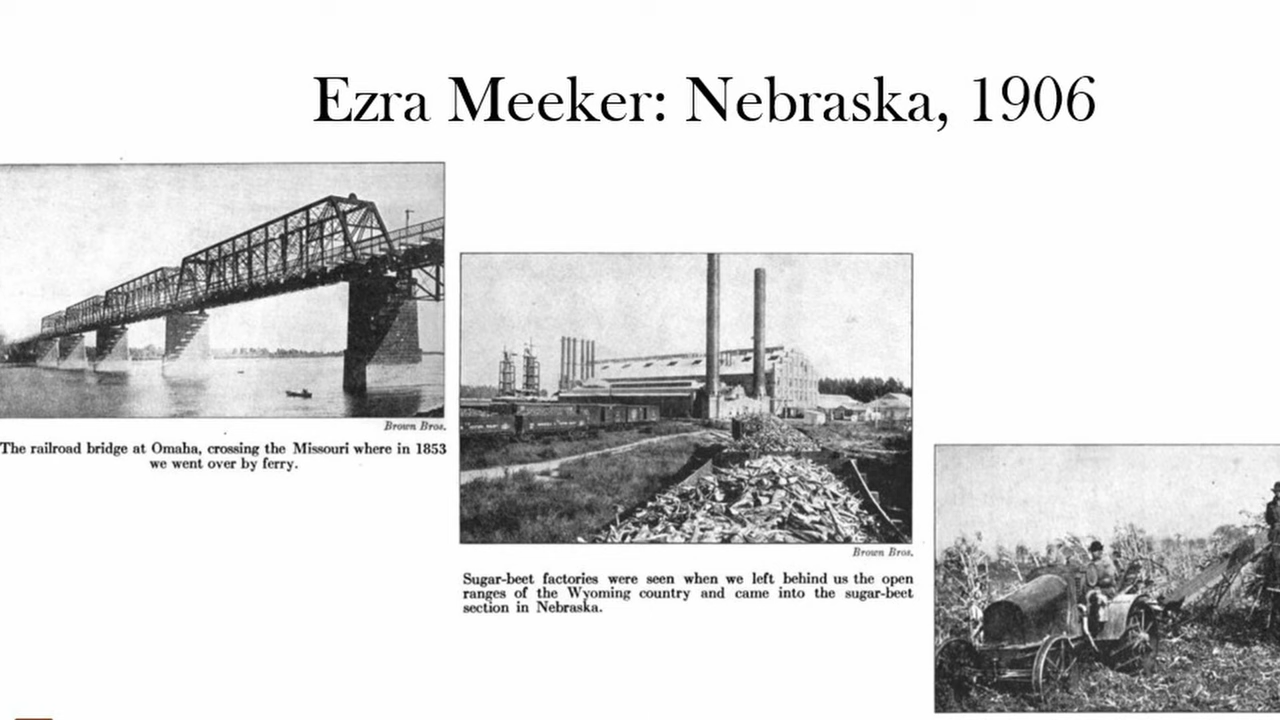 Ezra Meeker: Nebraska, 1906
Brown Bros.
The railroad bridge at Omaha, crossing the Missouri where in 1853
we went over by ferry.
Brown Bros.
Sugar-beet factories were seen when we left behind us the open
ranges of the Wyoming country and came into the sugar-beet
section in Nebraska.